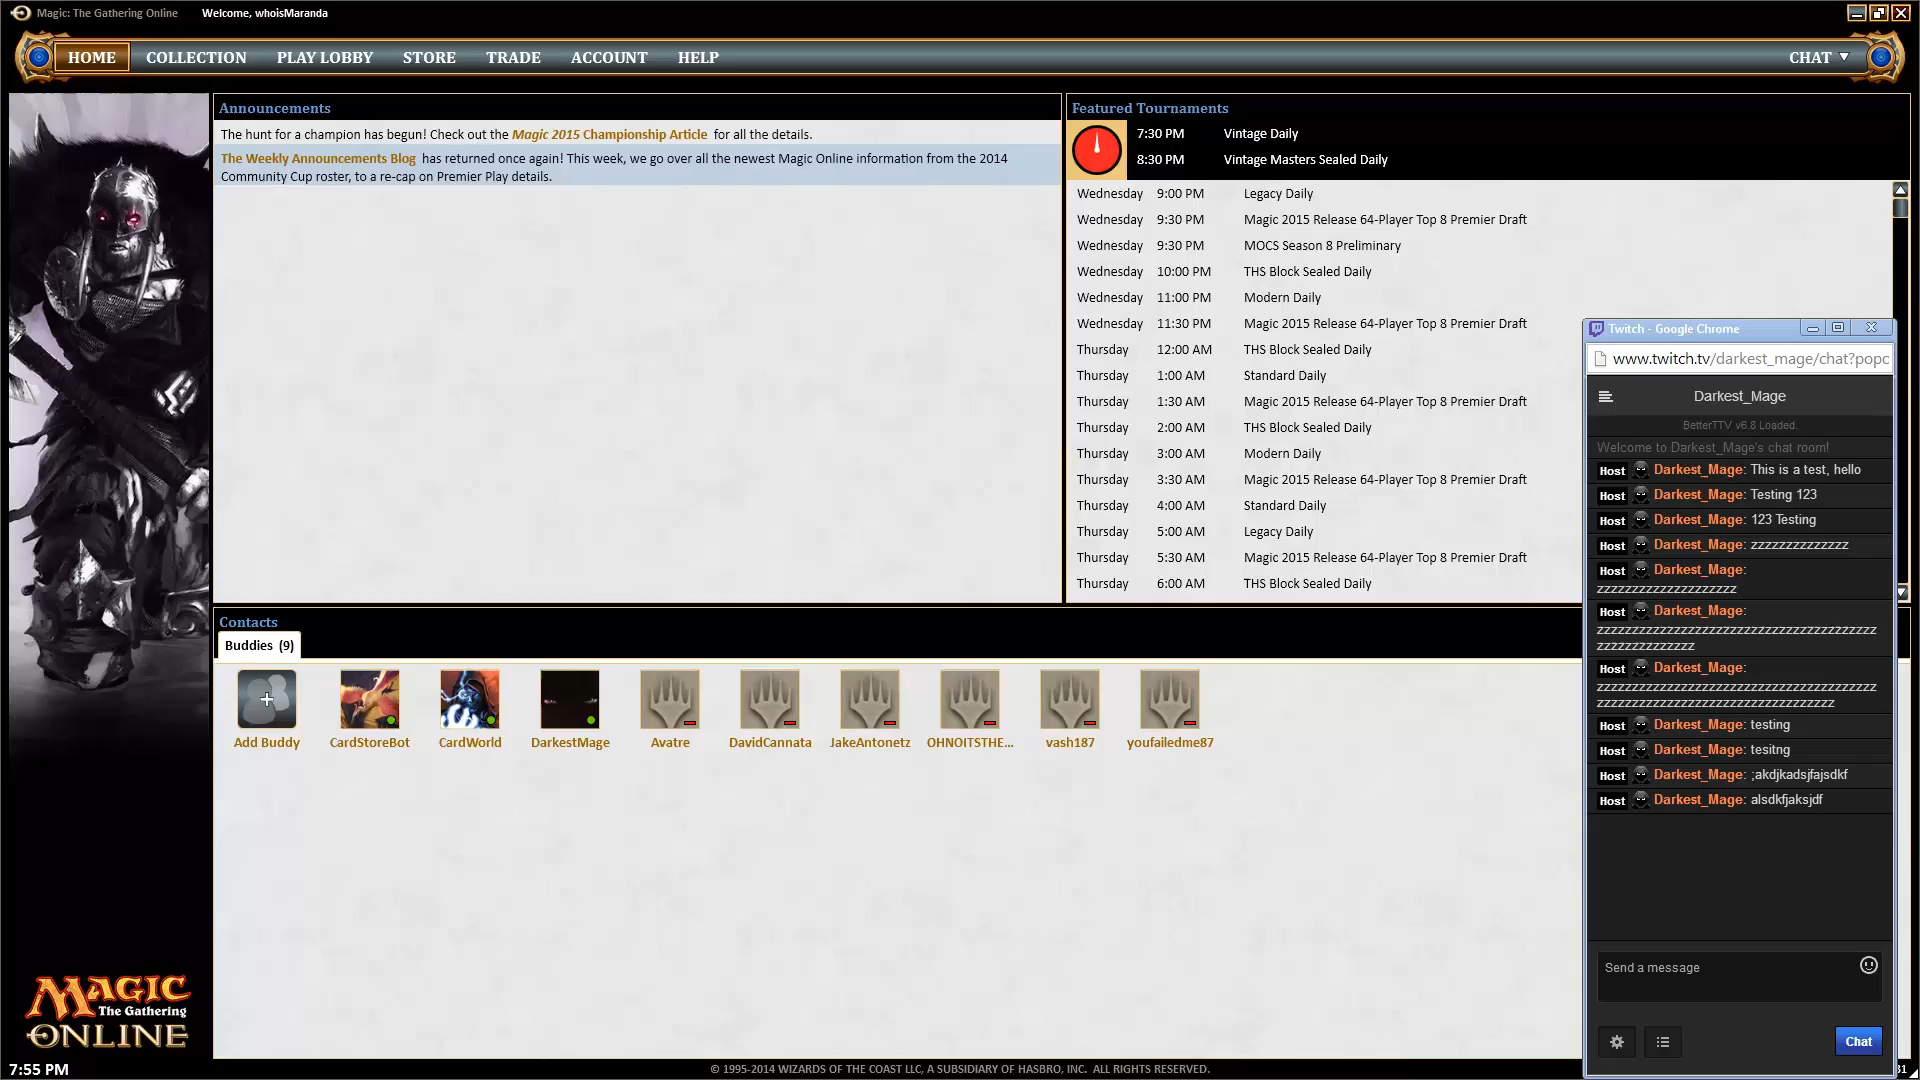 Magic: The Gathering Online Welcome, whoisMaranda
HOME COLLECTION PLAY LOBBY STORE TRADE ACCOUNT HELP CHAT
Announcements
The hunt for a champion has begun! Check out the Magic 2015 Championship Article for all the details.
The Weekly Announcements Blog has returned once again! This week, we go over all the newest Magic Online information from the 2014
Community Cup roster, to a re-cap on Premier Play details.
Featured Tournaments
7:30 PM Vintage Daily
8:30 PM Vintage Masters Sealed Daily
Wednesday 9:00 PM Legacy Daily
Wednesday 9:30 PM Magic 2015 Release 64-Player Top 8 Premier Draft
Wednesday 9:30 PM MOCS Season 8 Preliminary
Wednesday 10:00 PM THS Block Sealed Daily
Wednesday 11:00 PM Modern Daily
Wednesday 11:30 PM Magic 2015 Release 64-Player Top 8 Premier Draft
Thursday 12:00 AM THS Block Sealed Daily
Thursday 1:00 AM Standard Daily
Thursday 1:30 AM Magic 2015 Release 64-Player Top 8 Premier Draft
Thursday 2:00 AM THS Block Sealed Daily
Thursday 3:00 AM Modern Daily
Thursday 3:30 AM Magic 2015 Release 64-Player Top 8 Premier Draft
Thursday 4:00 AM Standard Daily
Thursday 5:00 AM Legacy Daily
Thursday 5:30 AM Magic 2015 Release 64-Player Top 8 Premier Draft
Thursday 6:00 AM THS Block Sealed Daily
Contacts
Buddies (9)
Add Buddy CardStoreBot CardWorld DarkestMage Avatre DavidCannata JakeAntonetz OHNOITSTHE... vash187 youfailedme87
Twitch - Google Chrome
www.twitch.tv/darkest_mage/chat?popc
Darkest_Mage
BetterTTV v6.8 Loaded.
Welcome to Darkest_Mage's chat room!
Host Darkest_Mage: This is a test, hello
Host Darkest_Mage: Testing 123
Host Darkest_Mage: 123 Testing
Host Darkest_Mage: zzzzzzzzzzzzzz
Host Darkest_Mage:
zzzzzzzzzzzzzzzzzzzz
Host Darkest_Mage:
zzzzzzzzzzzzzzzzzzzzzzzzzzzzzzzzzzzzzzzz
zzzzzzzzzzzzzz
Host Darkest_Mage:
zzzzzzzzzzzzzzzzzzzzzzzzzzzzzzzzzzzzzzzz
zzzzzzzzzzzzzzzzzzzzzzzzzzzzzzzzzz
Host Darkest_Mage: testing
Host Darkest_Mage: tesitng
Host Darkest_Mage: ;akdjkadsjfajsdkf
Host Darkest_Mage: alsdkfjaksjdf
Send a message
Chat
MAGIC
The Gathering
ONLINE
7:55 PM
© 1995-2014 WIZARDS OF THE COAST LLC, A SUBSIDIARY OF HASBRO, INC. ALL RIGHTS RESERVED.